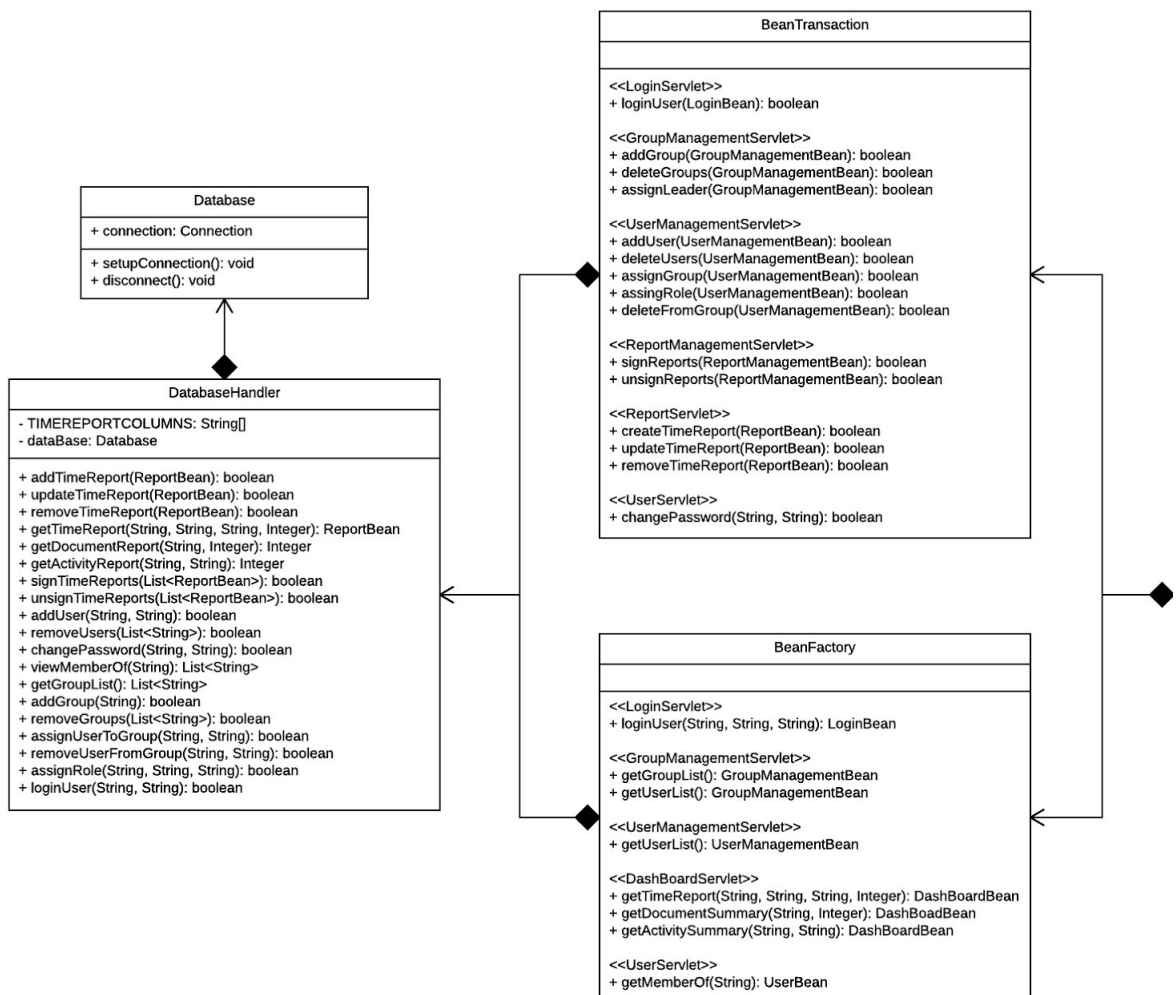 BeanTransaction
<<LoginServlet>>
+ loginUser(LoginBean): boolean
<<GroupManagementServlet>>
+ addGroup(GroupManagementBean): boolean
+ deleteGroups(GroupManagementBean): boolean
+ assignLeader(GroupManagementBean): boolean
<<UserManagementServlet>>
+ addUser(UserManagementBean): boolean
+ deleteUsers(UserManagementBean): boolean
+ assignGroup(UserManagementBean): boolean
+ assingRole(UserManagementBean): boolean
+ deleteFromGroup(UserManagementBean): boolean
<<ReportManagementServlet>>
+ signReports(ReportManagementBean): boolean
+ unsignReports(ReportManagementBean): boolean
<<ReportServlet>>
+ createTimeReport(ReportBean): boolean
+ updateTimeReport(ReportBean): boolean
+ removeTimeReport(ReportBean): boolean
<<UserServlet>>
+ changePassword(String, String): boolean
Database
+ connection: Connection
+ setupConnection(): void
+ disconnect(): void
DatabaseHandler
- TIMEREPORTCOLUMNS: String[]
- dataBase: Database
+ addTimeReport(ReportBean): boolean
+ updateTimeReport(ReportBean): boolean
+ removeTimeReport(ReportBean): boolean
+ getTimeReport(String, String, String, Integer): ReportBean
+ getDocumentReport(String, Integer): Integer
+ getActivityReport(String, String): Integer
+ signTimeReports(List<ReportBean>): boolean
+ unsignTimeReports(List<ReportBean>): boolean
+ addUser(String, String): boolean
+ removeUsers(List<String>): boolean
+ changePassword(String, String): boolean
+ viewMemberOf(String): List<String>
+ getGroupList(): List<String>
+ addGroup(String): boolean
+ removeGroups(List<String>): boolean
+ assignUserToGroup(String, String): boolean
+ removeUserFromGroup(String, String): boolean
+ assignRole(String, String, String): boolean
+ loginUser(String, String): boolean
BeanFactory
<<LoginServlet>>
+ loginUser(String, String, String): LoginBean
<<GroupManagementServlet>>
+ getGroupList(): GroupManagementBean
+ getUserList(): GroupManagementBean
<<UserManagementServlet>>
+ getUserList(): UserManagementBean
<<DashBoardServlet>>
+ getTimeReport(String, String, String, Integer): DashBoardBean
+ getDocumentSummary(String, Integer): DashBoadBean
+ getActivitySummary(String, String): DashBoardBean
<<UserServlet>>
+ getMemberOf(String): UserBean